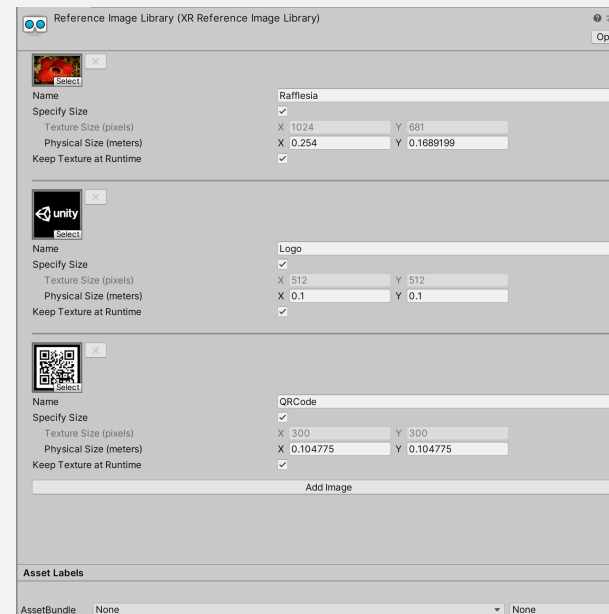 Reference Image Library (XR Reference Image Library)
Op
Select
Name Rafflesia
Specify Size
Texture Size (pixels) X 1024 Y 681
Physical Size (meters) X 0.254 Y 0.1689199
Keep Texture at Runtime
unity
Select
Name Logo
Specify Size
Texture Size (pixels) X 512 Y 512
Physical Size (meters) X 0.1 Y 0.1
Keep Texture at Runtime
Select
Name QRCode
Specify Size
Texture Size (pixels) X 300 Y 300
Physical Size (meters) X 0.104775 Y 0.104775
Keep Texture at Runtime
Add Image
Asset Labels
AssetBundle None None